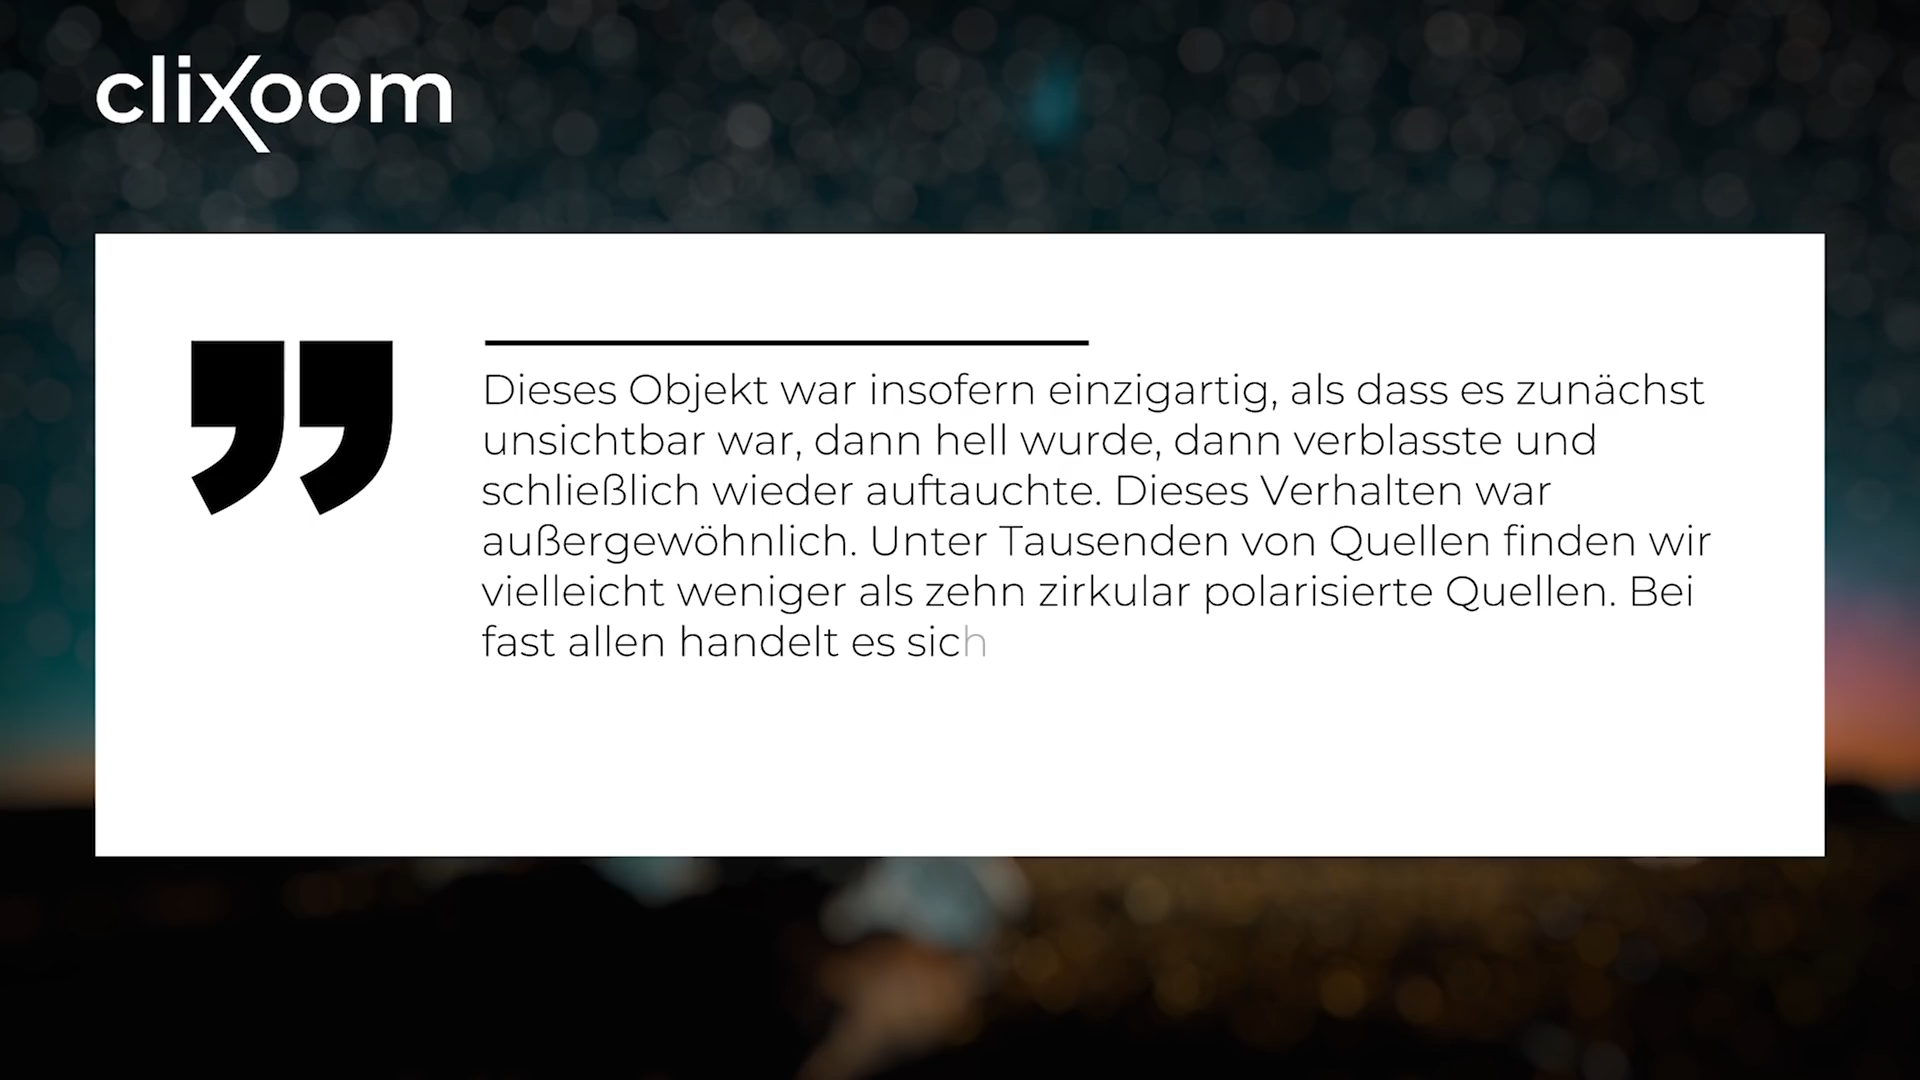 clixoom
Dieses Objekt war insofern einzigartig, als dass es zunächst
unsichtbar war, dann hell wurde, dann verblasste und
schließlich wieder auftauchte. Dieses Verhalten war
außergewöhnlich. Unter Tausenden von Quellen finden wir
vielleicht weniger als zehn zirkular polarisierte Quellen. Bei
fast allen handelt es sich